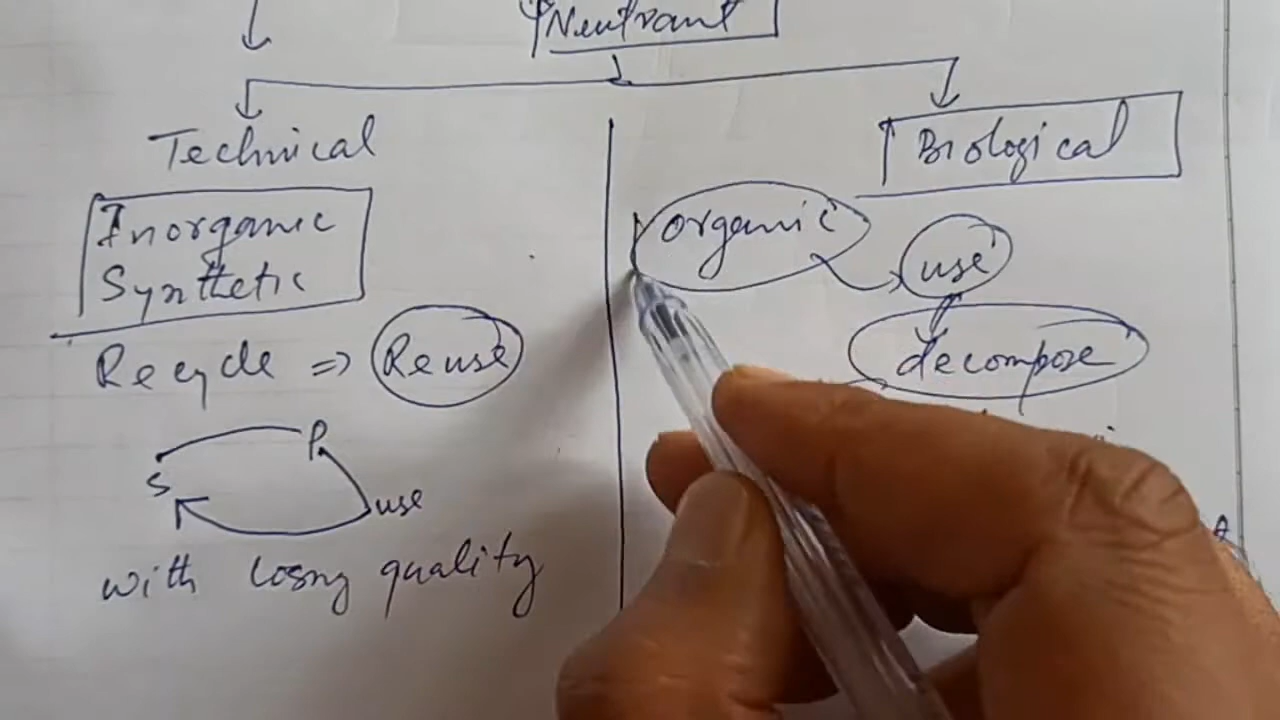 Neutrant
Technical
Biological
Inorganic
Synthetic
organic
use
decompose
Recycle => Reuse
P
S
use
with losing quality